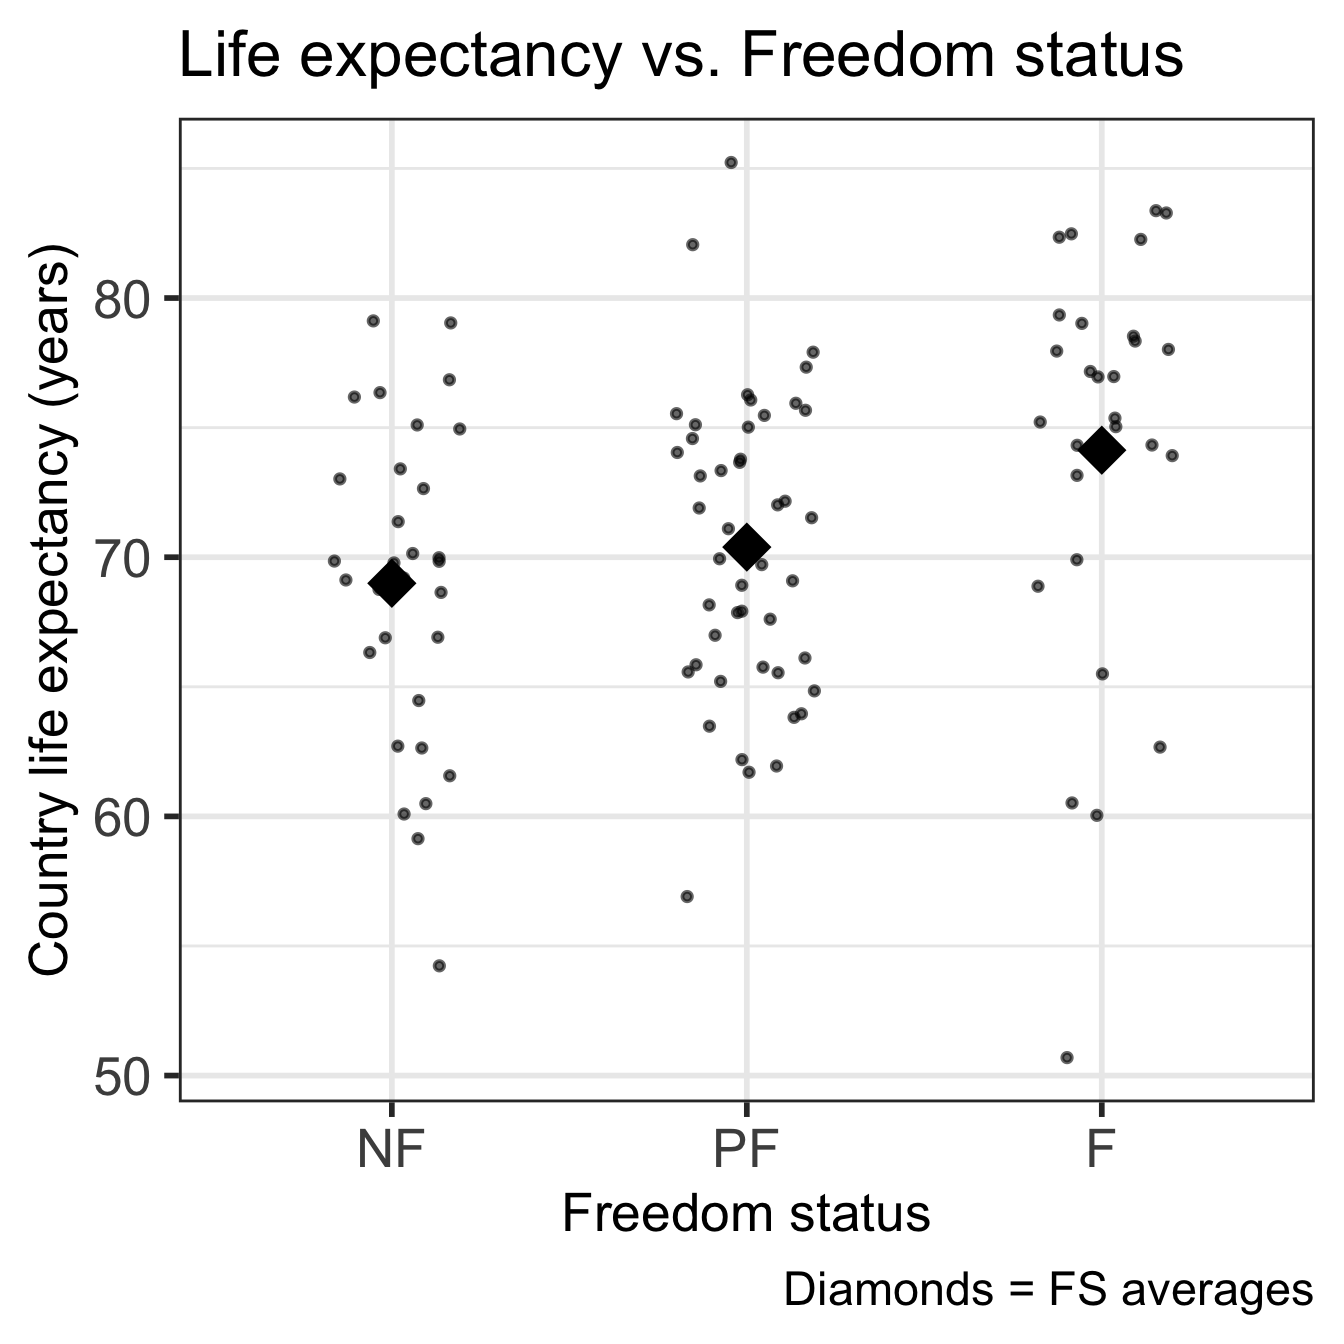 Life expectancy vs. Freedom status
Country life expectancy (years)
80
70
60
50
NF PF F
Freedom status
Diamonds = FS averages